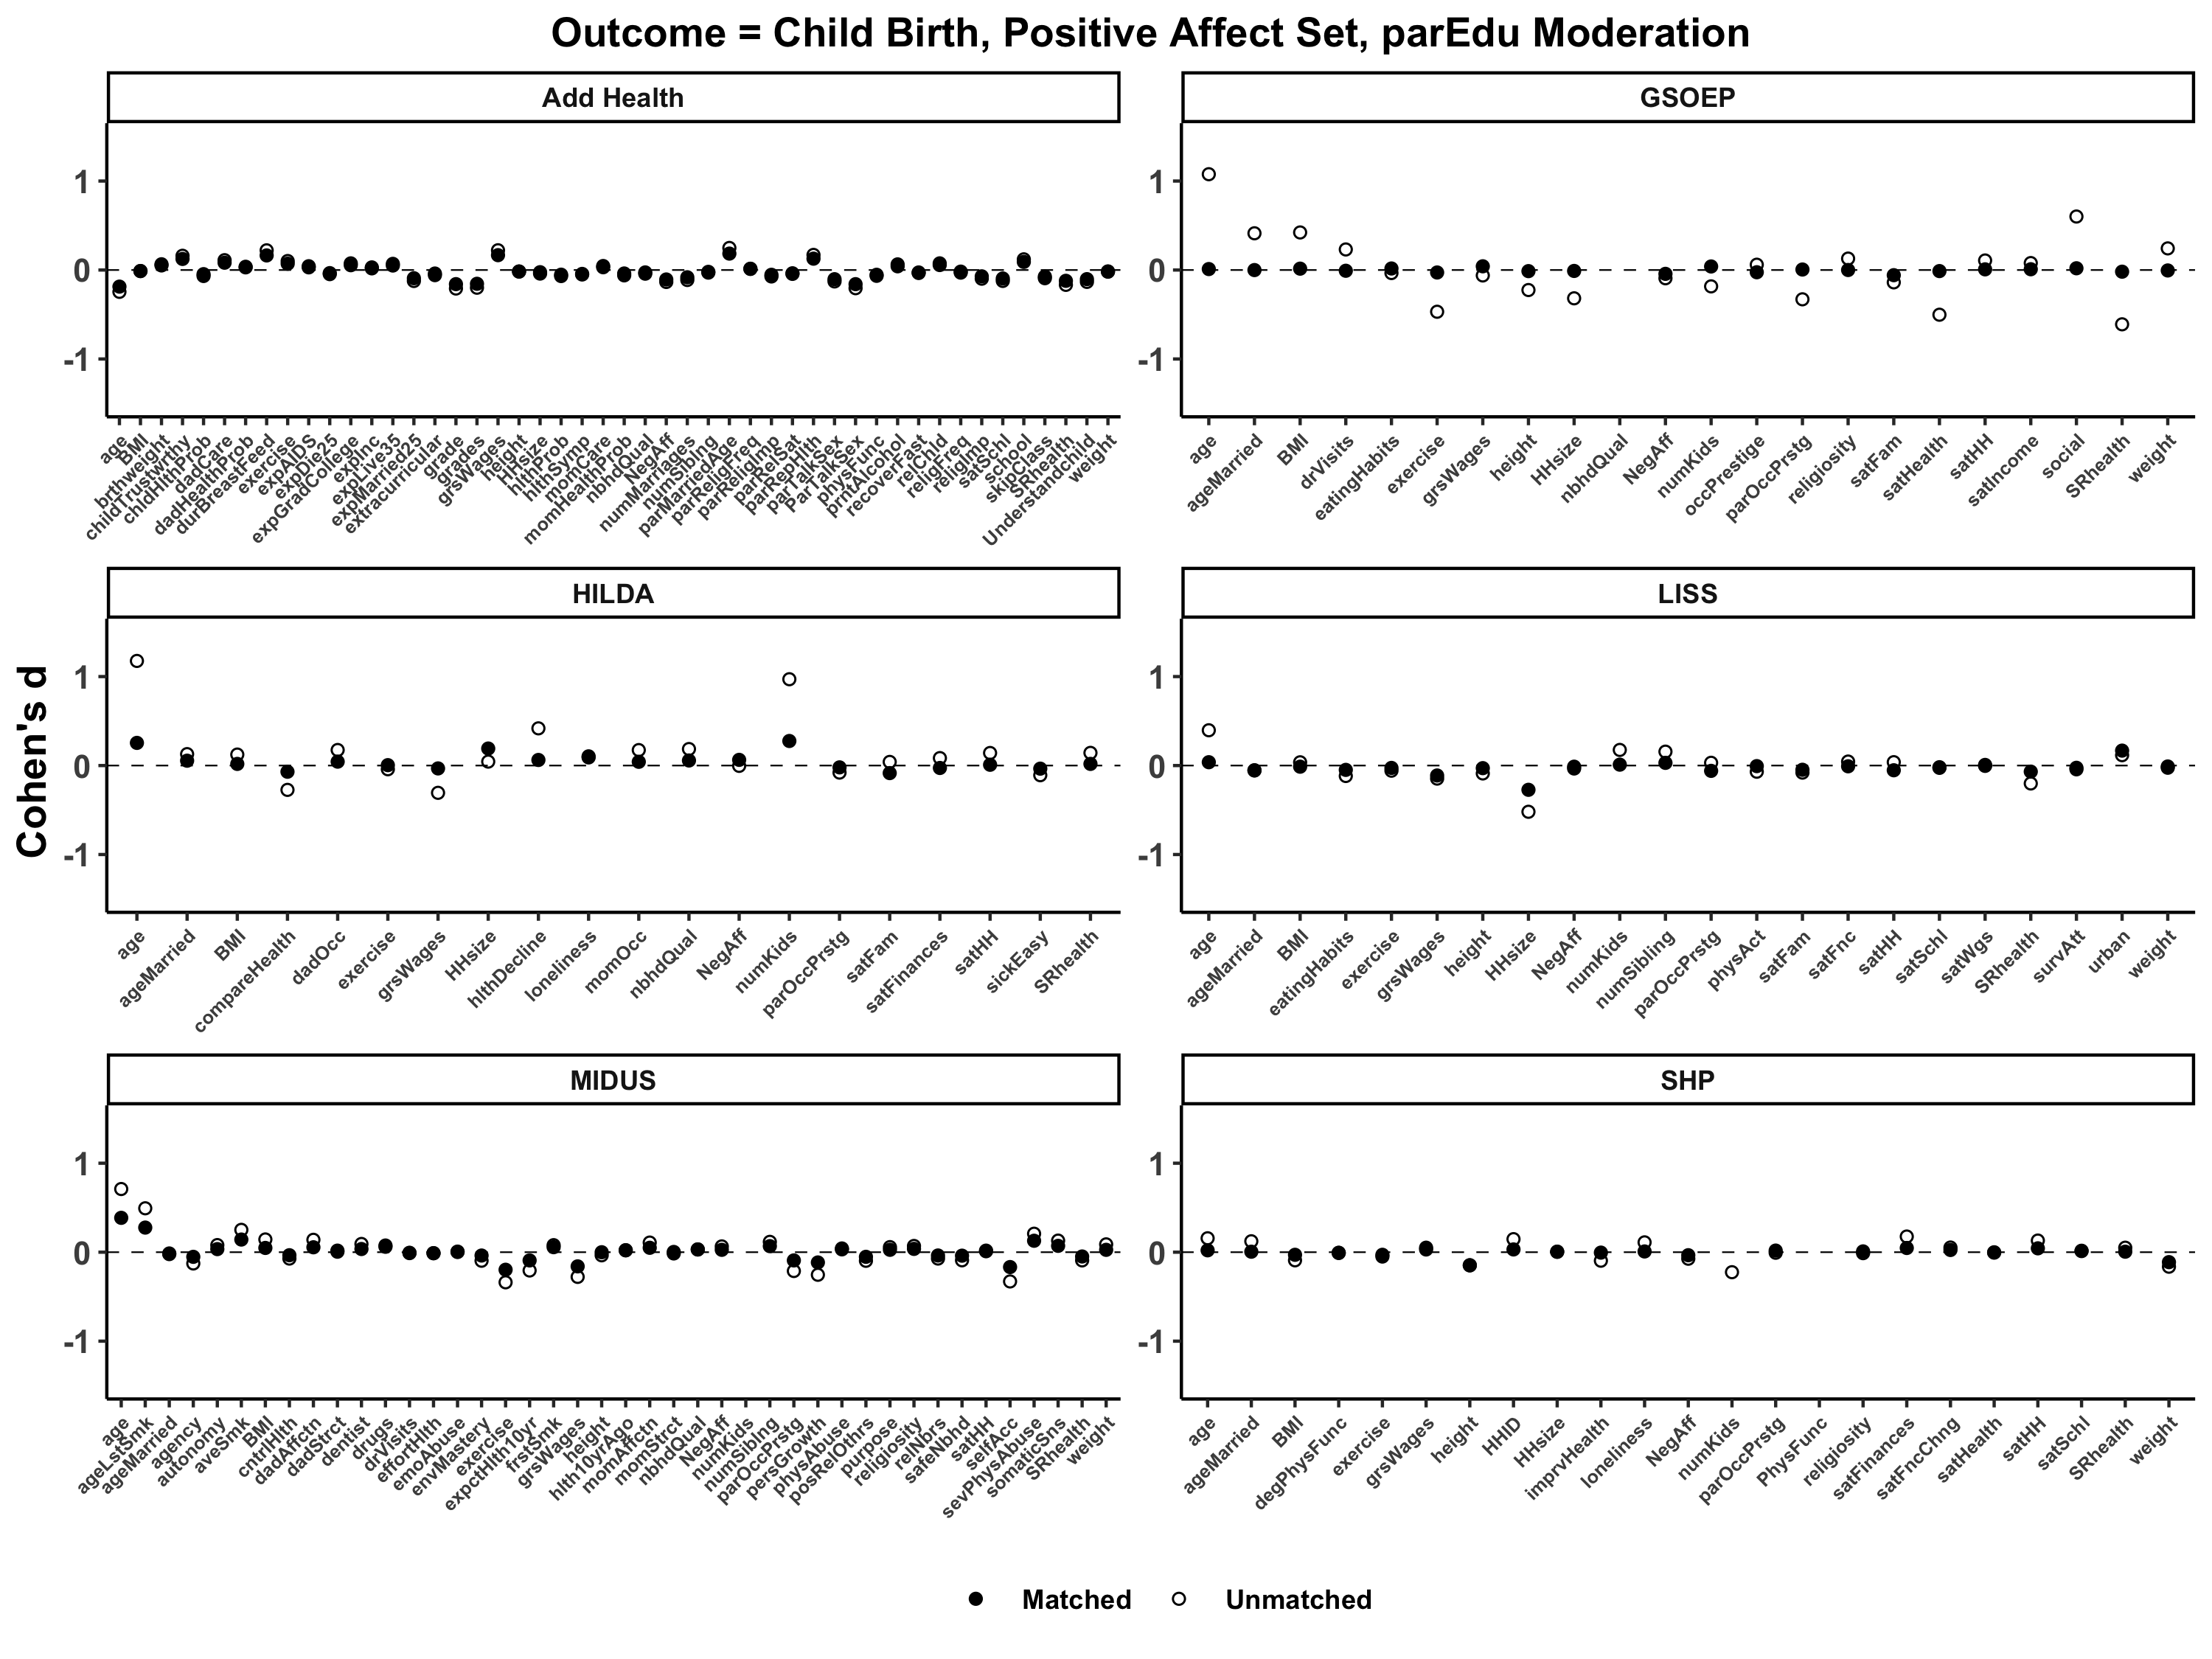 Outcome = Child Birth, Positive Affect Set, parEdu Moderation
Cohen's d
Add Health
1
0
-1
age
BMI
brthweight
childTrustwrthy
chldHlthProb
dadCare
dadHealthProb
durBreastFeed
exercise
expAIDS
expDie25
expGradCollege
expInc
expLive35
expMarried25
extracurricular
grade
grades
grsWages
height
HHsize
hlthProb
hlthSymp
momCare
momHealthProb
nbhdQual
NegAff
numMarriages
numSiblng
parMarriedAge
parReligFreq
parReligImp
parRelSat
parRepHlth
parTalkSex
ParTalkSex
physFunc
prntAlcohol
recoverFast
relChld
religFreq
religImp
satSchl
school
skipClass
SRhealth
Understandchild
weight
GSOEP
1
0
-1
age
ageMarried
BMI
drVisits
eatingHabits
exercise
grsWages
height
HHsize
nbhdQual
NegAff
numKids
occPrestige
parOccPrstg
religiosity
satFam
satHealth
satHH
satIncome
social
SRhealth
weight
HILDA
1
0
-1
age
ageMarried
BMI
compareHealth
dadOcc
exercise
grsWages
HHsize
hlthDecline
loneliness
momOcc
nbhdQual
NegAff
numKids
parOccPrstg
satFam
satFinances
satHH
sickEasy
SRhealth
LISS
1
0
-1
age
ageMarried
BMI
eatingHabits
exercise
grsWages
height
HHsize
NegAff
numKids
numSibling
parOccPrstg
physAct
satFam
satFnc
satHH
satSchl
satWgs
SRhealth
survAtt
urban
weight
MIDUS
1
0
-1
age
ageLstSmk
ageMarried
agency
autonomy
aveSmk
BMI
cntrlHlth
dadAffctn
dadStrct
dentist
drugs
drVisits
effortHlth
emoAbuse
envMastery
exercise
expctHlth10yr
frstSmk
grsWages
height
hlth10yrAgo
momAffctn
momStrct
nbhdQual
NegAff
numKids
numSiblng
parOccPrstg
persGrowth
physAbuse
posRelOthrs
purpose
religiosity
relNbrs
safeNbhd
satHH
selfAcc
sevPhysAbuse
somaticSns
SRhealth
weight
SHP
1
0
-1
age
ageMarried
BMI
degPhysFunc
exercise
grsWages
height
HHID
HHsize
imprvHealth
loneliness
NegAff
numKids
parOccPrstg
PhysFunc
religiosity
satFinances
satFncChng
satHealth
satHH
satSchl
SRhealth
weight
Matched
Unmatched